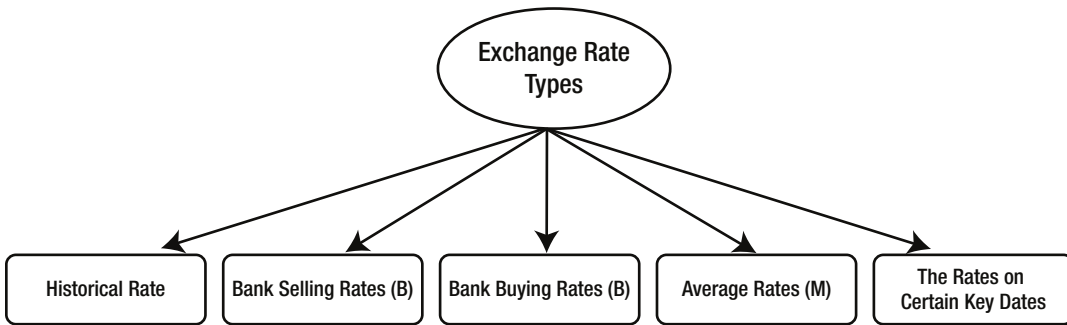 Exchange Rate
Types
Historical Rate
Bank Selling Rates (B)
Bank Buying Rates (B)
Average Rates (M)
The Rates on
Certain Key Dates